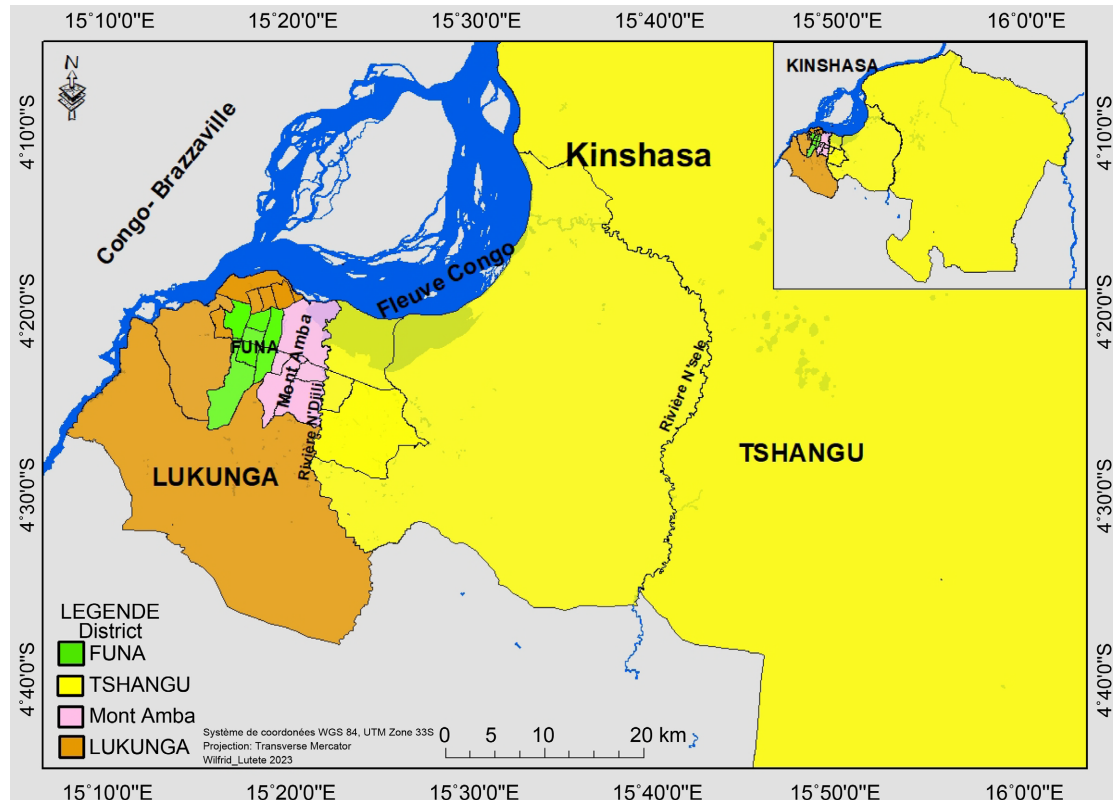 15°10'0"E 15°20'0"E 15°30'0"E 15°40'0"E 15°50'0"E 16°0'0"E
N
KINSHASA
4°10'0"S
4°10'0"S
Congo- Brazzaville
Kinshasa
Fleuve Congo
4°20'0"S
4°20'0"S
FUNA
Mont Amba
Rivière N'sele
Rivière N'Djili
TSHANGU
LUKUNGA
4°30'0"S
4°30'0"S
LEGENDE
District
FUNA
TSHANGU
Mont Amba
LUKUNGA
4°40'0"S
4°40'0"S
Système de coordonées WGS 84, UTM Zone 33S
Projection: Transverse Mercator
Wilfrid_Lutete 2023
0 5 10 20 km
15°10'0"E 15°20'0"E 15°30'0"E 15°40'0"E 15°50'0"E 16°0'0"E